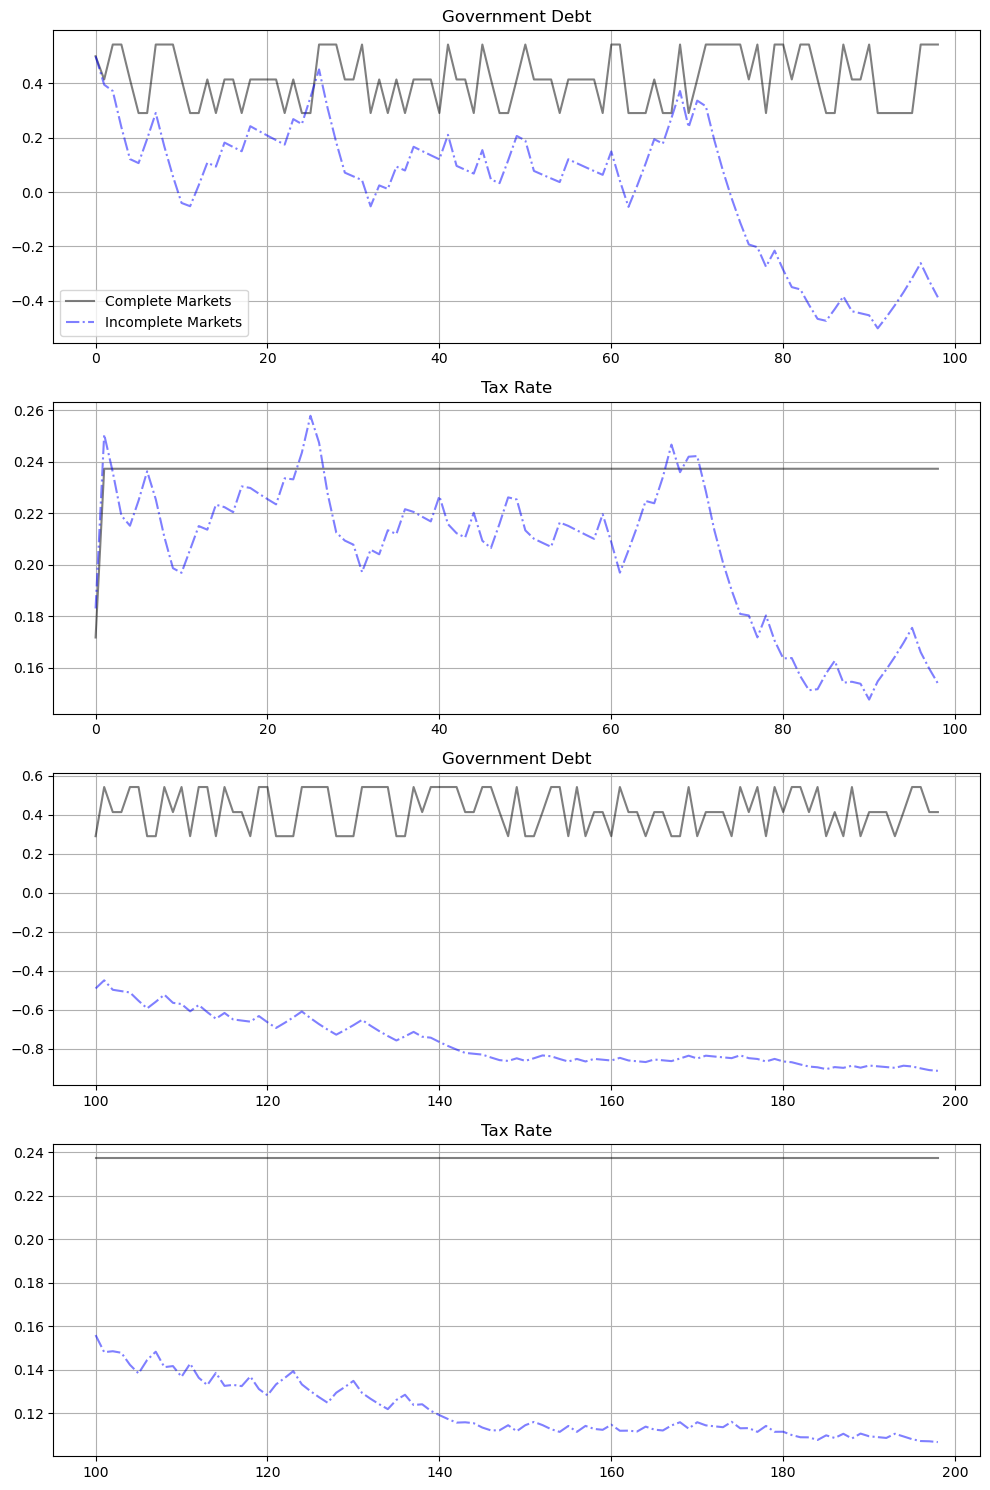 Government Debt
0.4
0.2
0.0
−0.2
−0.4
Complete Markets
Incomplete Markets
0 20 40 60 80 100
Tax Rate
0.26
0.24
0.22
0.20
0.18
0.16
0 20 40 60 80 100
Government Debt
0.6
0.4
0.2
0.0
−0.2
−0.4
−0.6
−0.8
100 120 140 160 180 200
Tax Rate
0.24
0.22
0.20
0.18
0.16
0.14
0.12
100 120 140 160 180 200